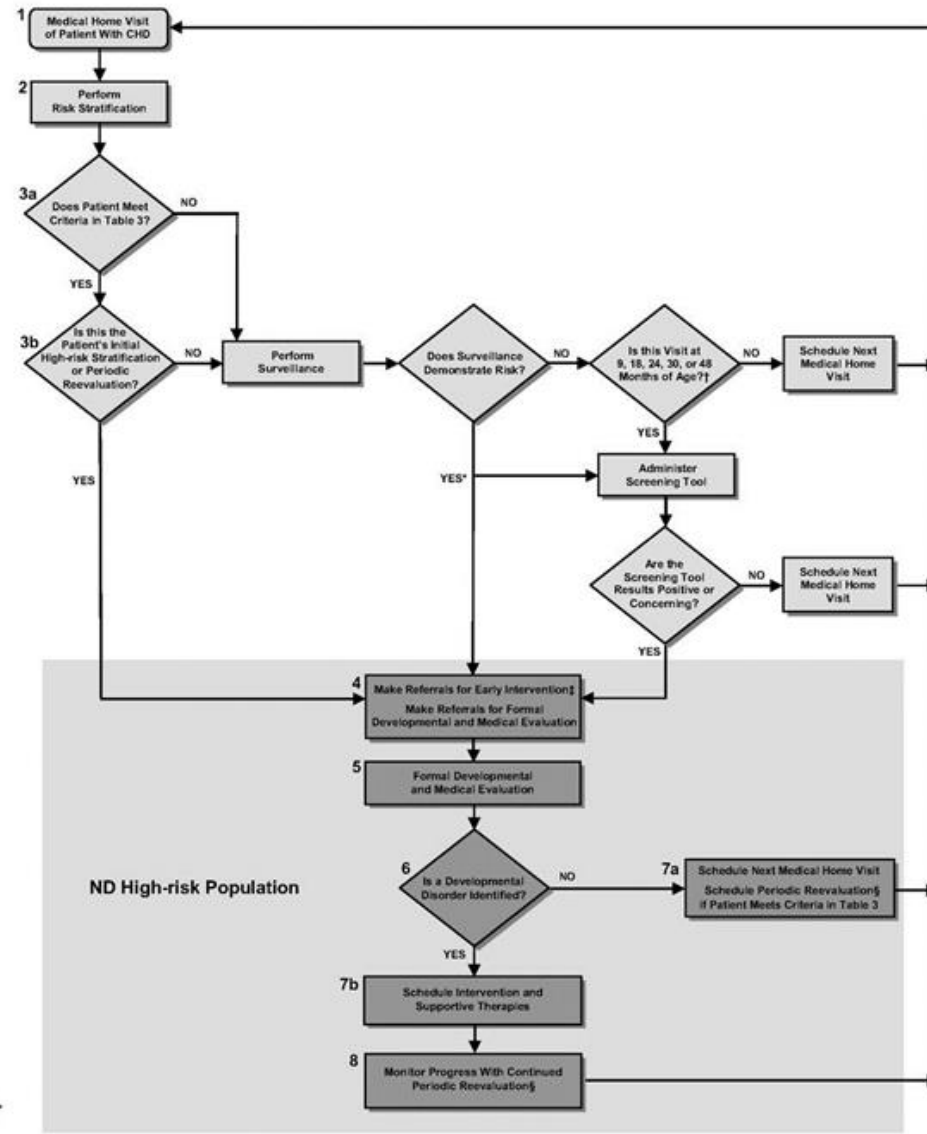 1
Medical Home Visit
of Patient With CHD
2
Perform
Risk Stratification
3a
Does Patient Meet
Criteria in Table 3?
NO
YES
3b
Is this the
Patient's Initial
High-risk Stratification
or Periodic
Reevaluation?
NO
YES
Perform
Surveillance
Does Surveillance
Demonstrate Risk?
NO
YES*
Is this Visit at
9, 18, 24, 30, or 48
Months of Age?†
NO
YES
Schedule Next
Medical Home
Visit
Administer
Screening Tool
Are the
Screening Tool
Results Positive or
Concerning?
NO
YES
Schedule Next
Medical Home
Visit
4
Make Referrals for Early Intervention‡
Make Referrals for Formal
Developmental and Medical Evaluation
5
Formal Developmental
and Medical Evaluation
ND High-risk Population
6
Is a Developmental
Disorder Identified?
NO
YES
7a
Schedule Next Medical Home Visit
Schedule Periodic Reevaluation§
if Patient Meets Criteria in Table 3
7b
Schedule Intervention and
Supportive Therapies
8
Monitor Progress With Continued
Periodic Reevaluation§